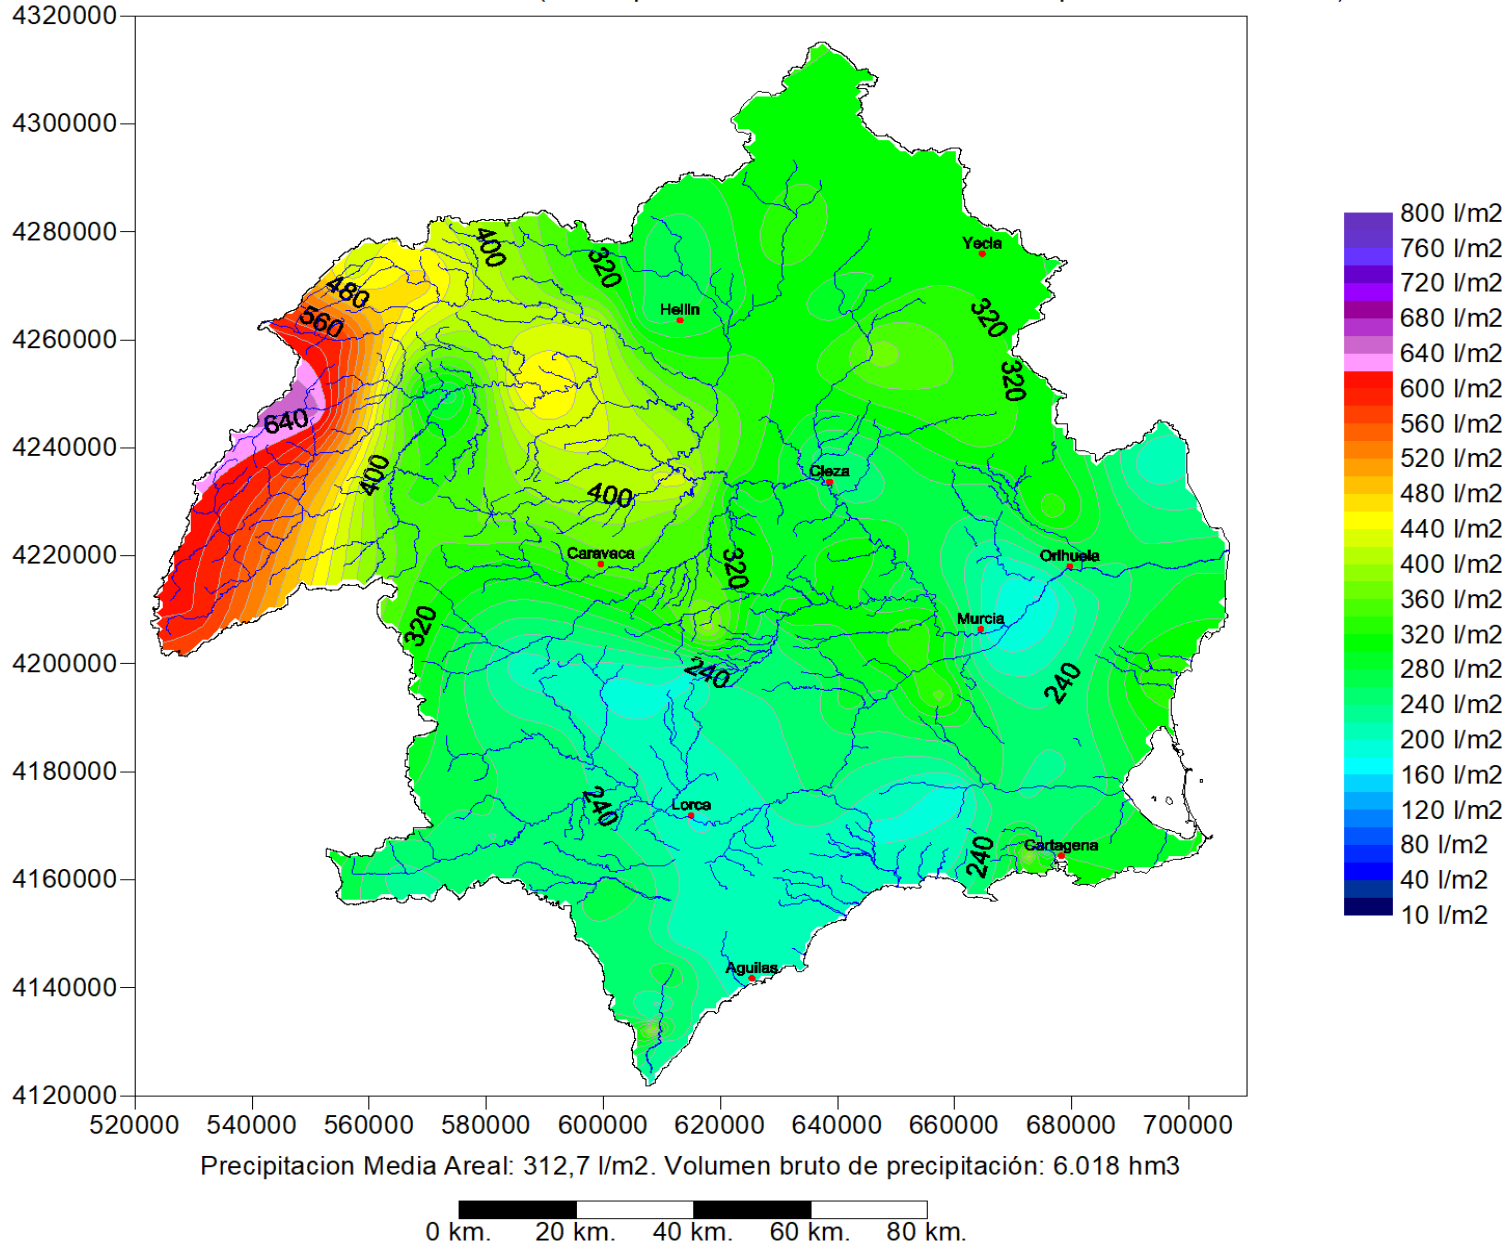 4320000
4300000
4280000
4260000
4240000
4220000
4200000
4180000
4160000
4140000
4120000
520000 540000 560000 580000 600000 620000 640000 660000 680000 700000
400
320
480
560
640
400
400
320
320
320
320
240
240
240
240
Yecla
Hellin
Cieza
Caravaca
Orihuela
Murcia
Lorca
Cartagena
Aguilas
800 l/m2
760 l/m2
720 l/m2
680 l/m2
640 l/m2
600 l/m2
560 l/m2
520 l/m2
480 l/m2
440 l/m2
400 l/m2
360 l/m2
320 l/m2
280 l/m2
240 l/m2
200 l/m2
160 l/m2
120 l/m2
80 l/m2
40 l/m2
10 l/m2
Precipitacion Media Areal: 312,7 l/m2. Volumen bruto de precipitación: 6.018 hm3
0 km. 20 km. 40 km. 60 km. 80 km.